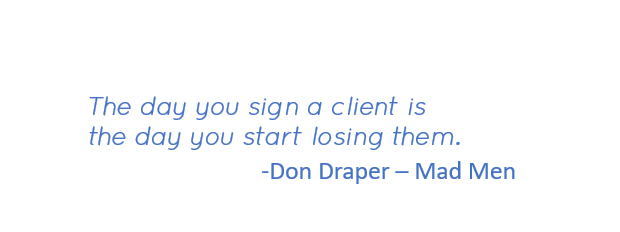 The day you sign a client is
the day you start losing them.
-Don Draper – Mad Men